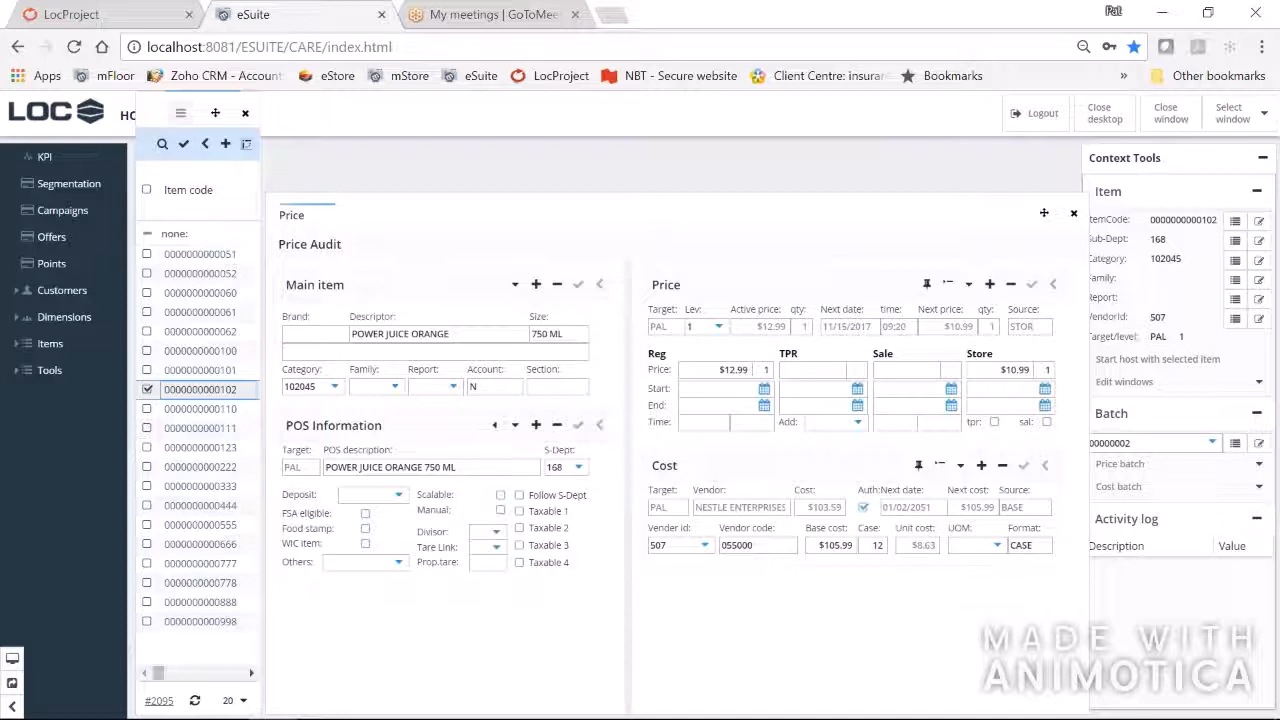 LocProject
eSuite
My meetings | GoToMee
localhost:8081/ESUITE/CARE/index.html
Apps mFloor Zoho CRM - Account eStore mStore eSuite LocProject NBT - Secure website Client Centre: insurar Bookmarks » Other bookmarks
LOC HO
Logout
Close desktop
Close window
Select window
KPI
Segmentation
Campaigns
Offers
Points
Customers
Dimensions
Items
Tools
Item code
none:
0000000000051
0000000000052
0000000000060
0000000000061
0000000000062
0000000000100
0000000000101
0000000000102
0000000000110
0000000000111
0000000000123
0000000000222
0000000000333
0000000000444
0000000000555
0000000000666
0000000000777
0000000000778
0000000000888
0000000000998
#2095 20
Price
Price Audit
Main item
Brand: Descriptor: Size:
POWER JUICE ORANGE 750 ML
Category: Family: Report: Account: Section:
102045 N
POS Information
Target: POS description: S-Dept:
PAL POWER JUICE ORANGE 750 ML 168
Deposit: Scalable: Follow S-Dept
FSA eligible: Manual: Taxable 1
Food stamp: Divisor: Taxable 2
WIC item: Tare Link: Taxable 3
Others: Prop.tare: Taxable 4
Price
Target: Lev: Active price: qty: Next date: time: Next price: qty: Source:
PAL 1 $12.99 1 11/15/2017 09:20 $10.99 1 STOR
Reg TPR Sale Store
Price: $12.99 1 $10.99 1
Start:
End:
Time: Add: tpr: sal:
Cost
Target: Vendor: Cost: Auth: Next date: Next cost: Source:
PAL NESTLE ENTERPRISES $103.59 01/02/2051 $105.99 BASE
Vender id: Vendor code: Base cost: Case: Unit cost: UOM: Format:
507 055000 $105.99 12 $8.63 CASE
Context Tools
Item
temCode: 0000000000102
Sub-Dept: 168
Category: 102045
Family:
Report:
VendorId: 507
Target/level: PAL 1
Start host with selected item
Edit windows
Batch
00000002
Price batch
Cost batch
Activity log
Description Value
MADE WITH
ANIMOTICA